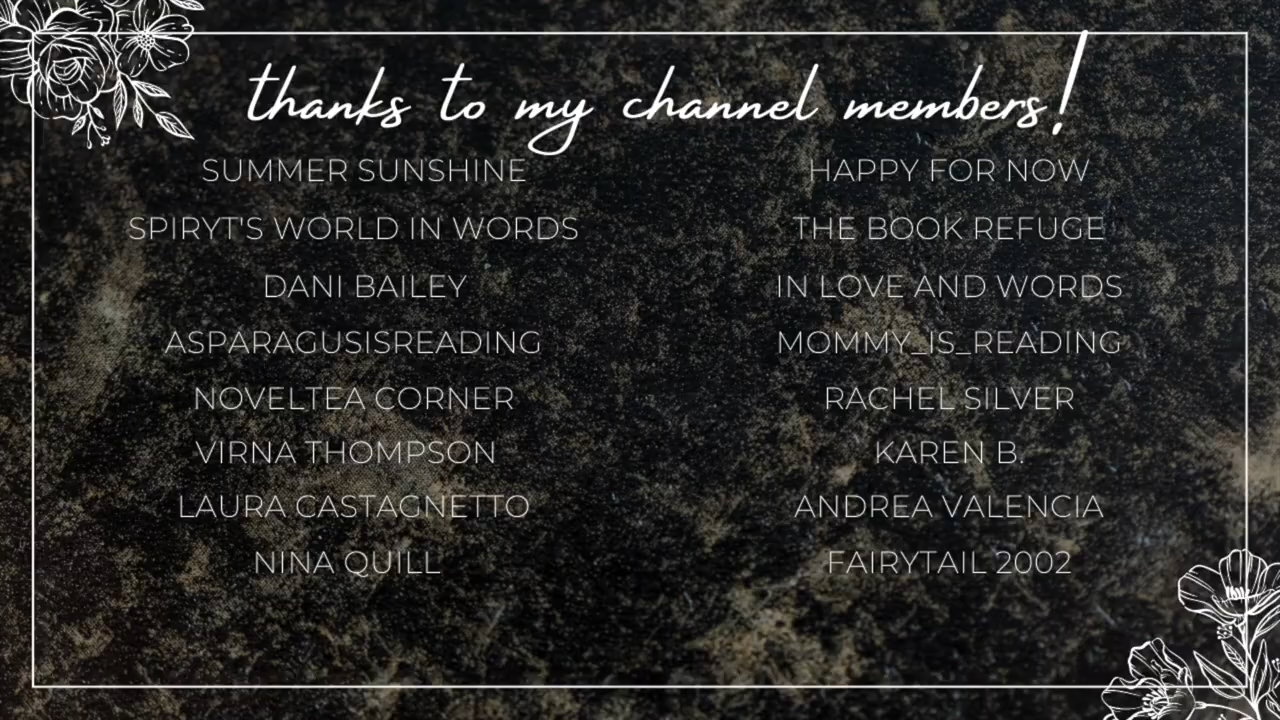 thanks to my channel members!
SUMMER SUNSHINE
SPIRYT'S WORLD IN WORDS
DANI BAILEY
ASPARAGUSISREADING
NOVELTEA CORNER
VIRNA THOMPSON
LAURA CASTAGNETTO
NINA QUILL
HAPPY FOR NOW
THE BOOK REFUGE
IN LOVE AND WORDS
MOMMY_IS_READING
RACHEL SILVER
KAREN B.
ANDREA VALENCIA
FAIRYTAIL 2002